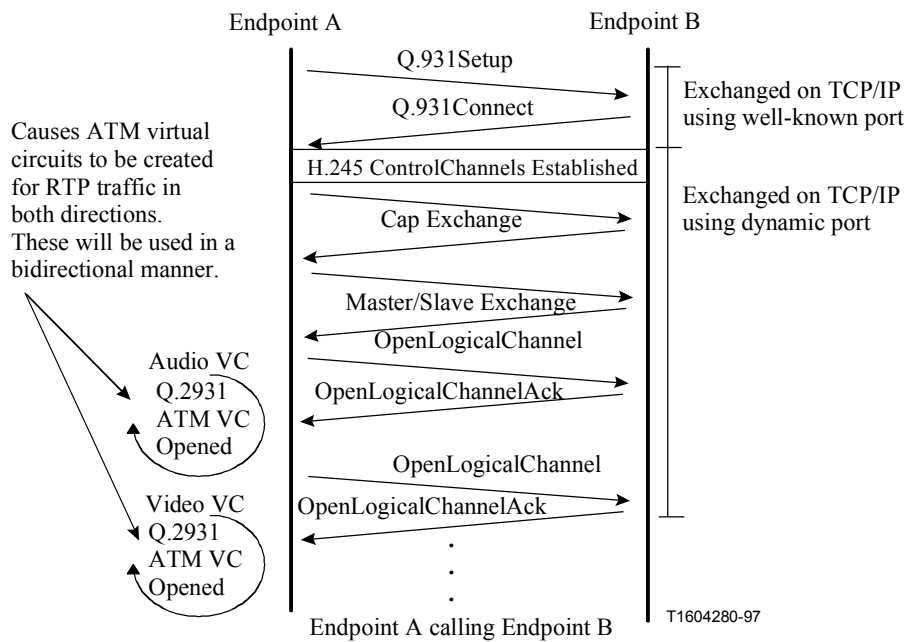 Endpoint A
Endpoint B
Q.931Setup
Q.931Connect
Exchanged on TCP/IP
using well-known port
Causes ATM virtual
circuits to be created
for RTP traffic in
both directions.
These will be used in a
bidirectional manner.
H.245 ControlChannels Established
Exchanged on TCP/IP
using dynamic port
Cap Exchange
Master/Slave Exchange
OpenLogicalChannel
Audio VC
Q.2931
ATM VC
Opened
OpenLogicalChannelAck
OpenLogicalChannel
Video VC
Q.2931
ATM VC
Opened
OpenLogicalChannelAck
.
.
.
T1604280-97
Endpoint A calling Endpoint B